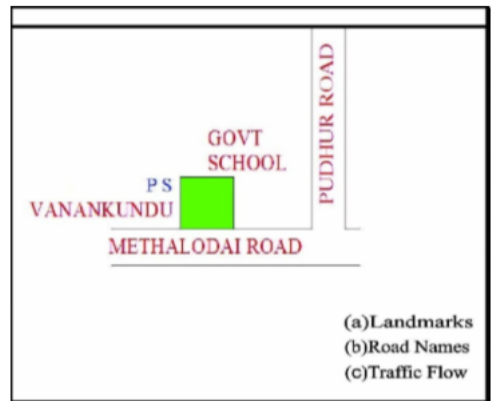 GOVT
SCHOOL
PUDHUR ROAD
P S
VANANKUNDU
METHALODAI ROAD
(a)Landmarks
(b)Road Names
(c)Traffic Flow